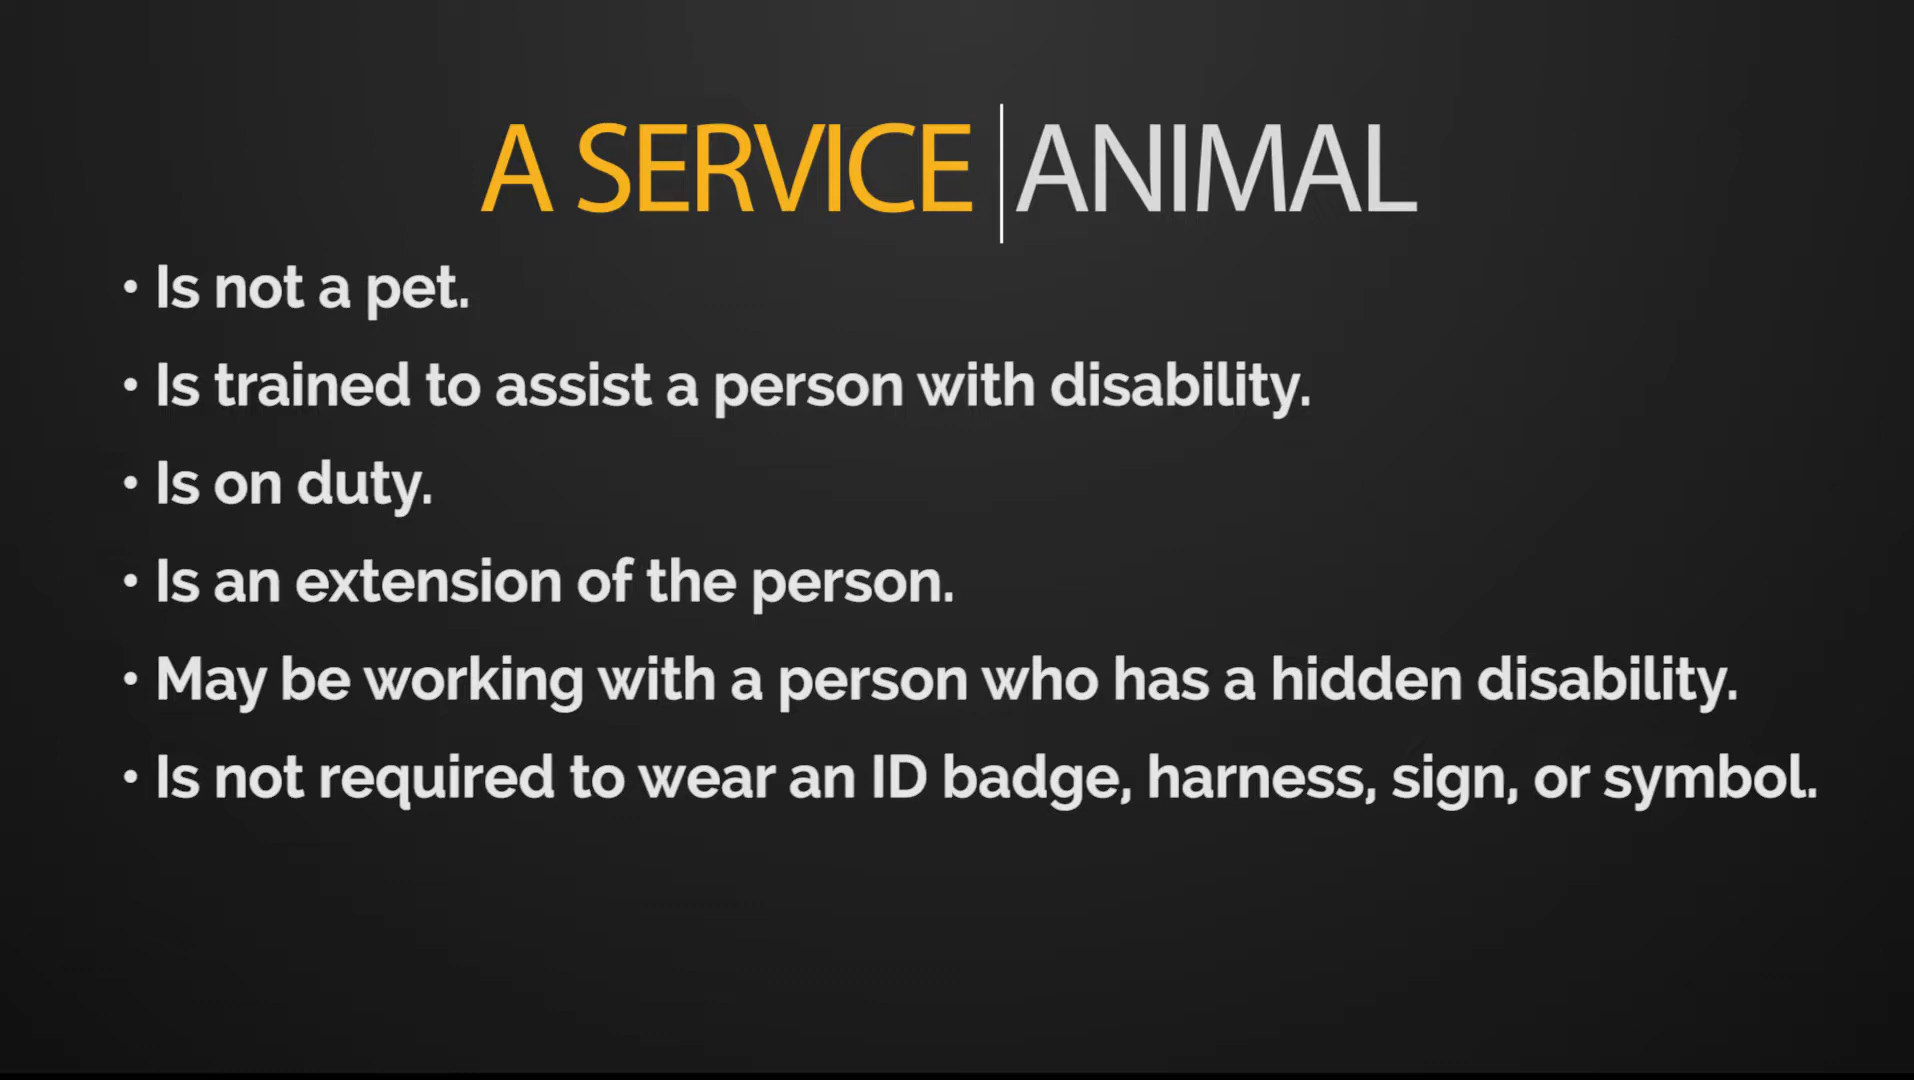 A SERVICE ANIMAL
• Is not a pet.
• Is trained to assist a person with disability.
• Is on duty.
• Is an extension of the person.
• May be working with a person who has a hidden disability.
• Is not required to wear an ID badge, harness, sign, or symbol.